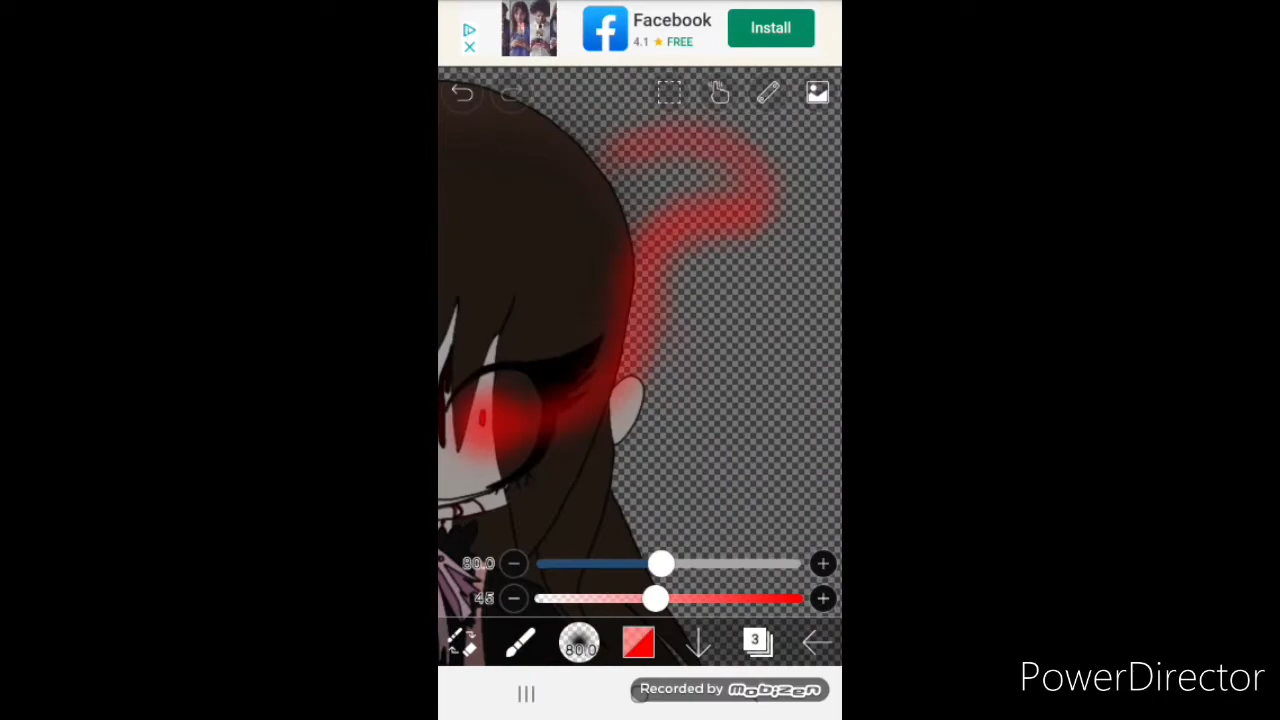 Facebook
4.1 ★ FREE
Install
80.0
45
80.0
3
Recorded by Mobizen
PowerDirector